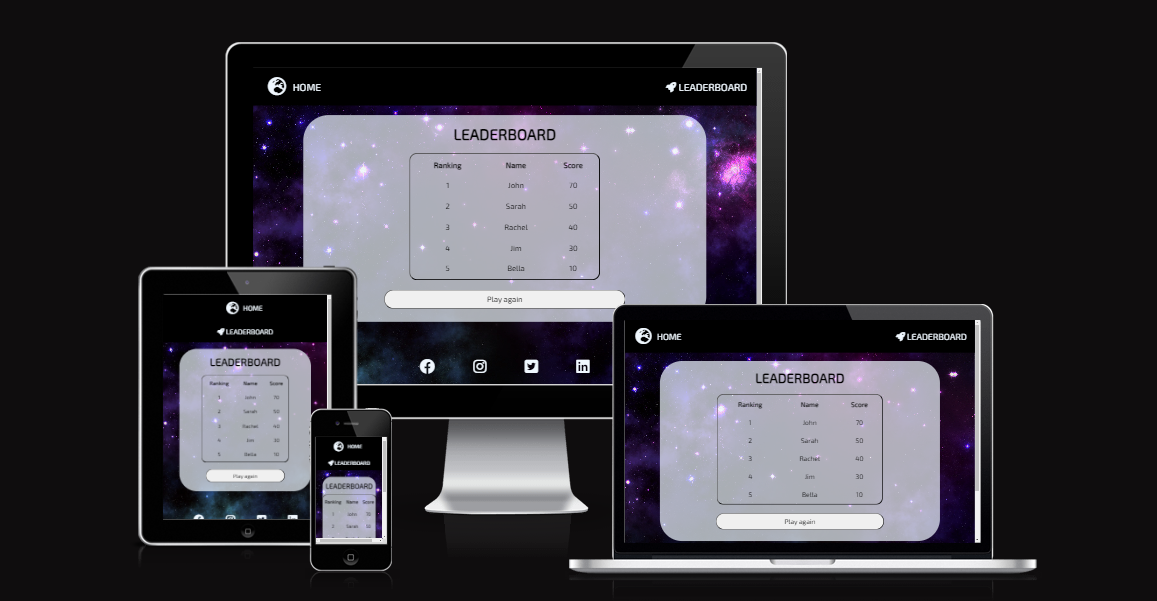 HOME LEADERBOARD
LEADERBOARD
Ranking Name Score
1 John 70
2 Sarah 50
3 Rachel 40
4 Jim 30
5 Bella 10
Play again
HOME
LEADERBOARD
LEADERBOARD
Ranking Name Score
1 John 70
2 Sarah 50
3 Rachel 40
4 Jim 30
5 Bella 10
Play again
HOME
LEADERBOARD
LEADERBOARD
Ranking Name Score
1 John
2 Sarah
HOME LEADERBOARD
LEADERBOARD
Ranking Name Score
1 John 70
2 Sarah 50
3 Rachel 40
4 Jim 30
5 Bella 10
Play again